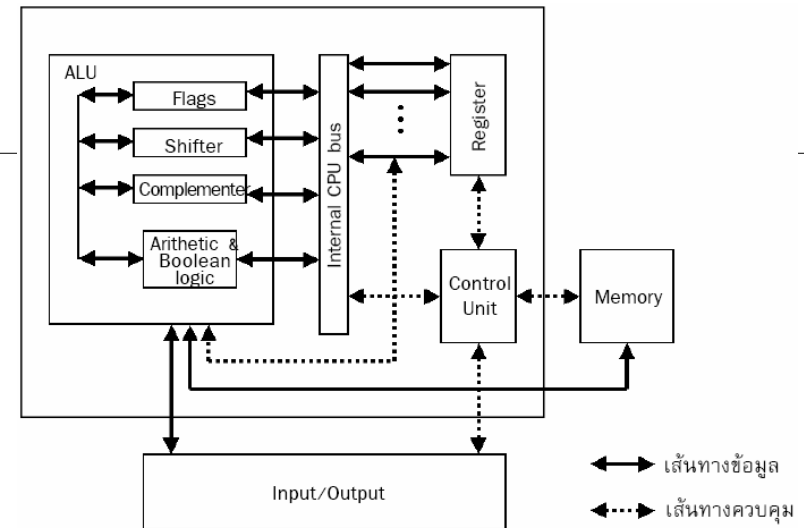 ALU
Flags
Shifter
Complementer
Arithetic &
Boolean
logic
Internal CPU bus
Register
Control
Unit
Memory
Input/Output
เส้นทางข้อมูล
เส้นทางควบคุม